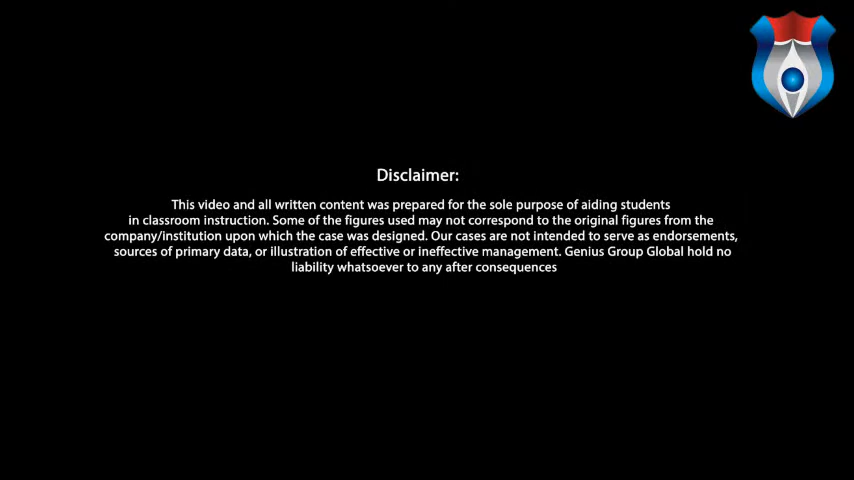 Disclaimer:
This video and all written content was prepared for the sole purpose of aiding students
in classroom instruction. Some of the figures used may not correspond to the original figures from the
company/institution upon which the case was designed. Our cases are not intended to serve as endorsements,
sources of primary data, or illustration of effective or ineffective management. Genius Group Global hold no
liability whatsoever to any after consequences